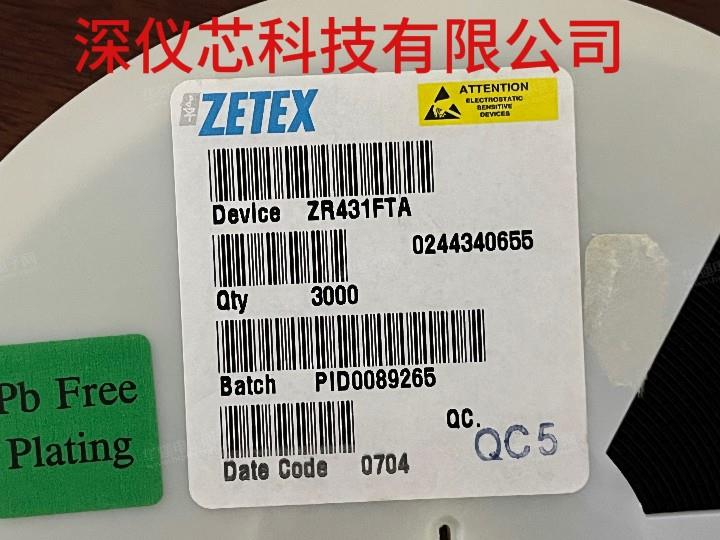 深仪芯科技有限公司
ZETEX
ATTENTION
ELECTROSTATIC
SENSITIVE
DEVICES
Device ZR431FTA
0244340655
Qty 3000
Batch PID0089265
QC.
QC5
Date Code 0704
Pb Free
Plating